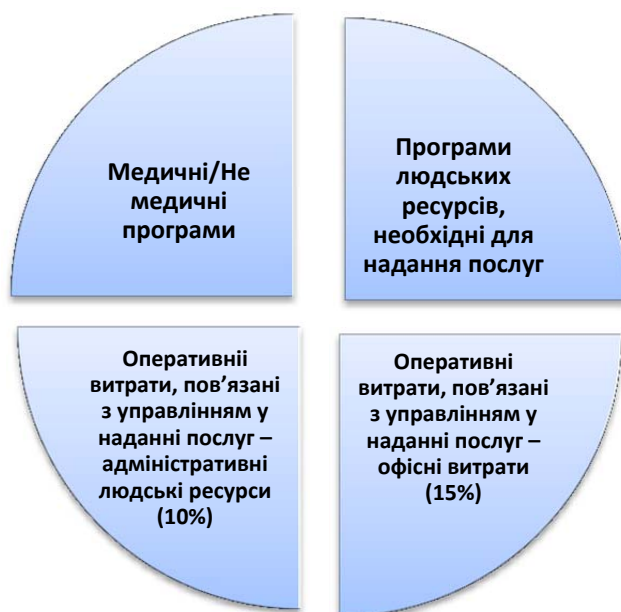 Медичні/Не
медичні
програми
Програми
людських
ресурсів,
необхідні для
надання послуг
Оперативніі
витрати, пов’язані
з управлінням у
наданні послуг –
адміністративні
людські ресурси
(10%)
Оперативні
витрати, пов’язані
з управлінням у
наданні послуг –
офісні витрати
(15%)